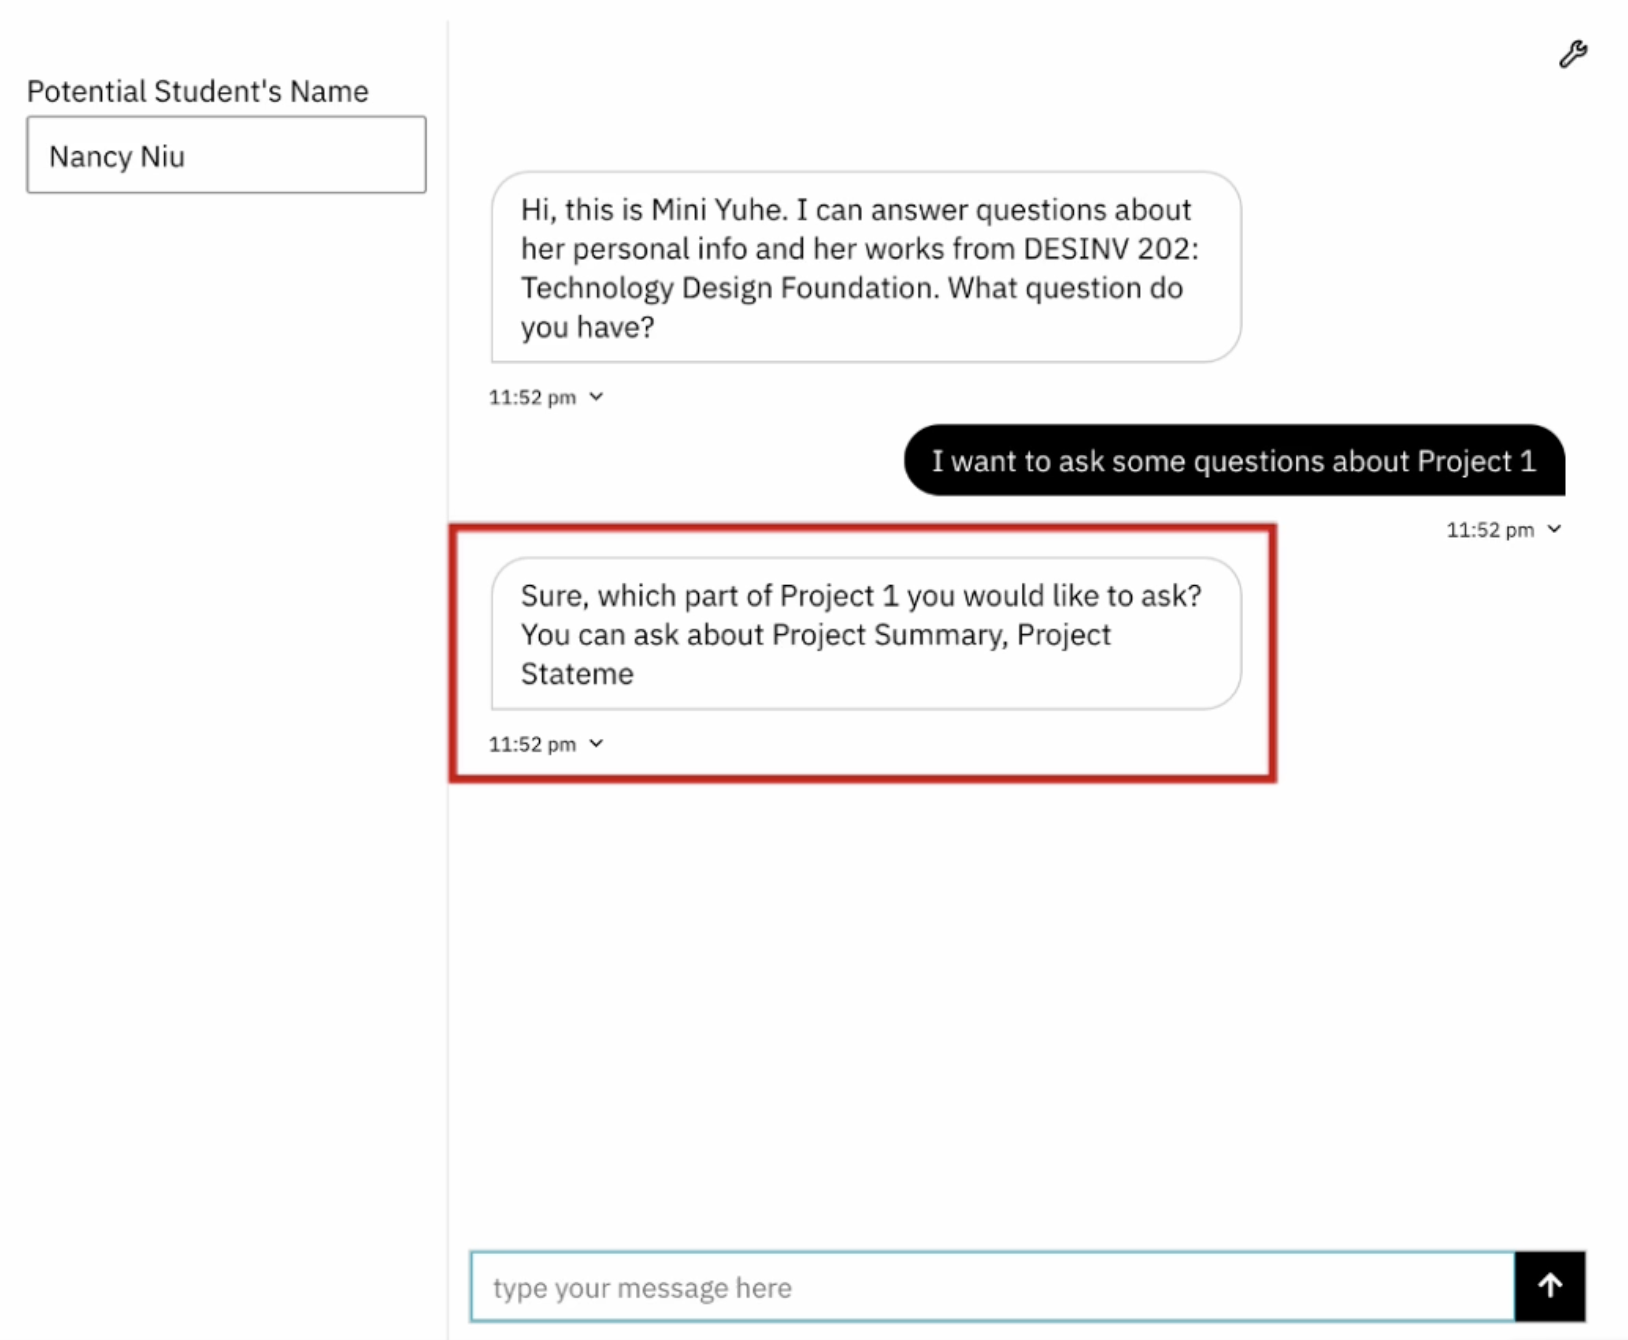 Potential Student's Name
Nancy Niu
Hi, this is Mini Yuhe. I can answer questions about
her personal info and her works from DESINV 202:
Technology Design Foundation. What question do
you have?
11:52 pm
I want to ask some questions about Project 1
11:52 pm
Sure, which part of Project 1 you would like to ask?
You can ask about Project Summary, Project
Stateme
11:52 pm
type your message here